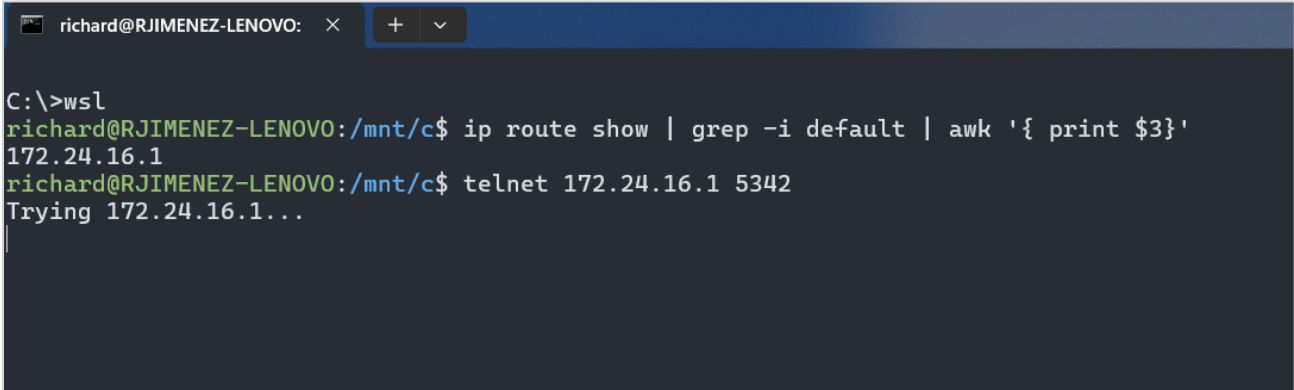 richard@RJIMENEZ-LENOVO:
C:\>wsl
richard@RJIMENEZ-LENOVO:/mnt/c$ ip route show | grep -i default | awk '{ print $3}'
172.24.16.1
richard@RJIMENEZ-LENOVO:/mnt/c$ telnet 172.24.16.1 5342
Trying 172.24.16.1...